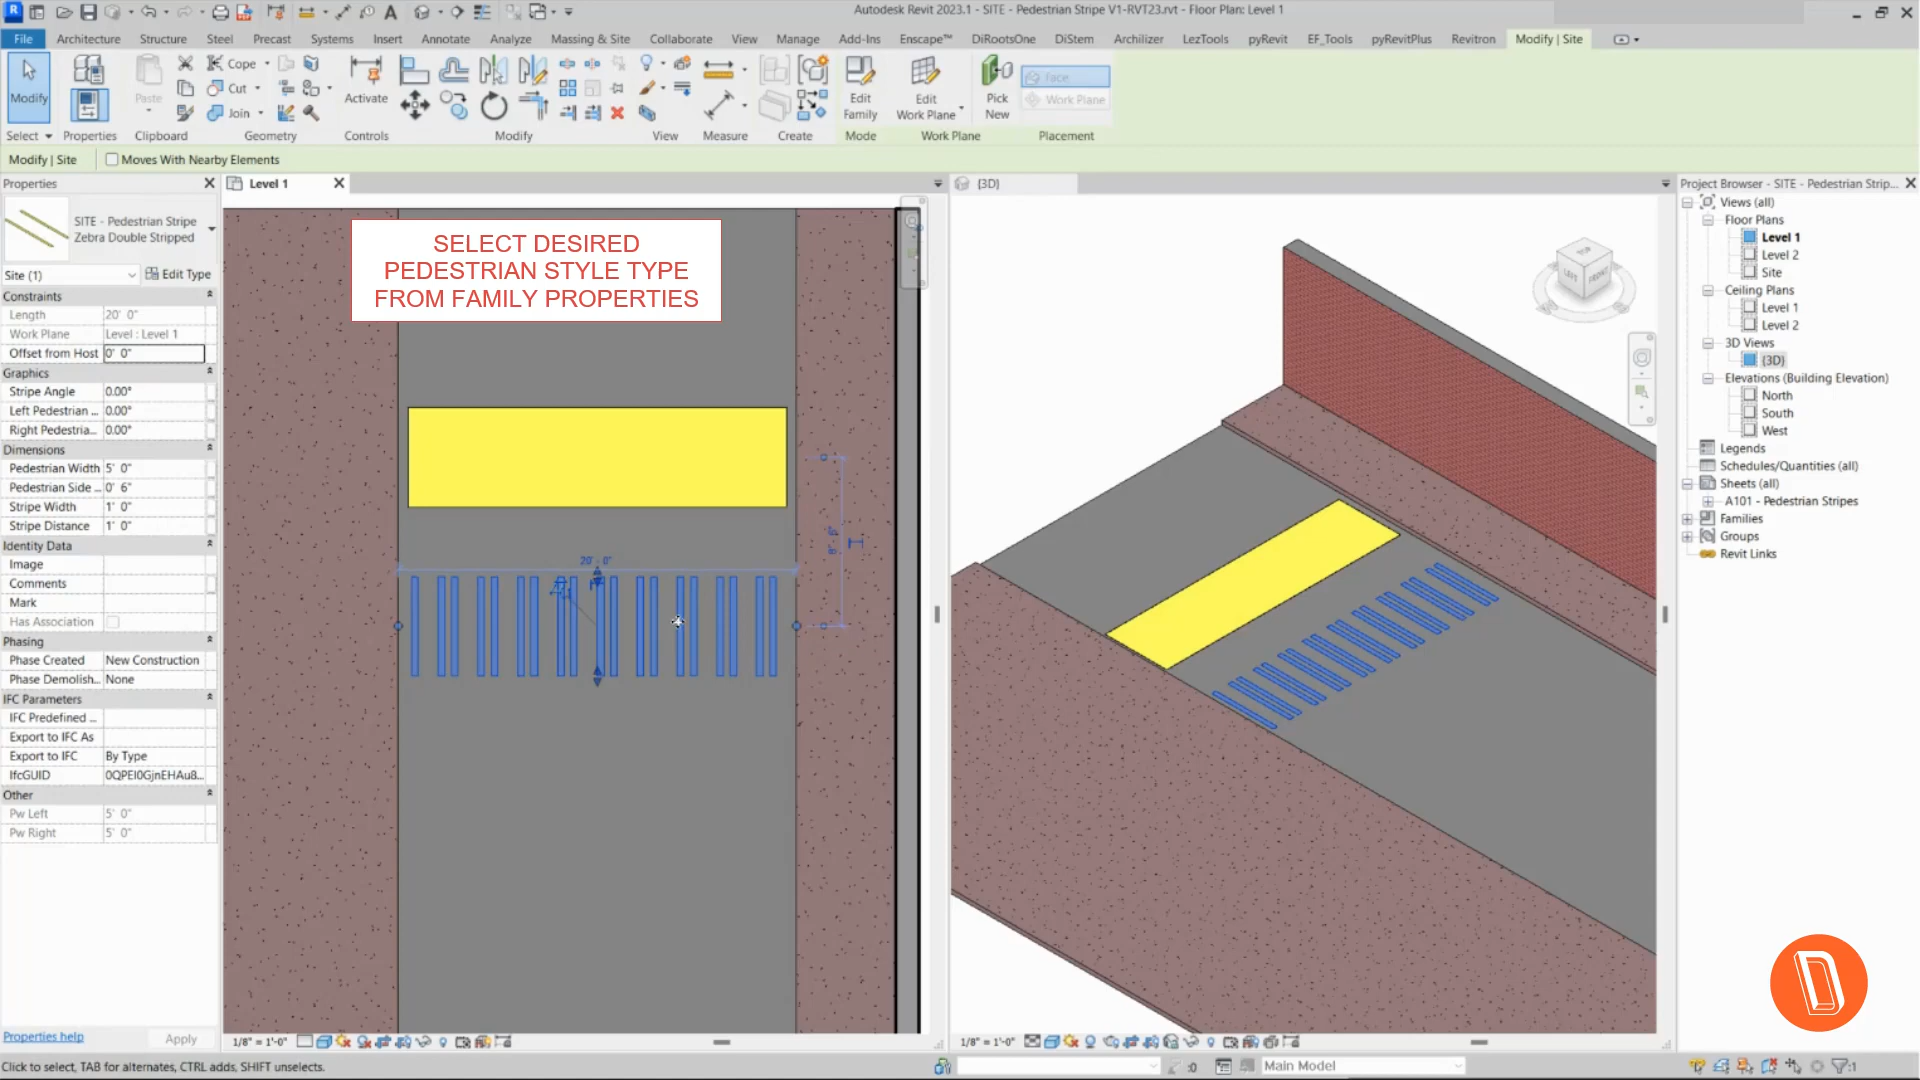 Autodesk Revit 2023.1 - SITE - Pedestrian Stripe V1-RVT23.rvt - Floor Plan: Level 1
File Architecture Structure Steel Precast Systems Insert Annotate Analyze Massing & Site Collaborate View Manage Add-Ins Enscape™ DiRootsOne DiStem Archilizer LezTools pyRevit EF_Tools pyRevitPlus Revitron Modify | Site
Modify Paste Cope Cut Join Activate Edit Family Edit Work Plane Pick New Face Work Plane
Select Properties Clipboard Geometry Controls Modify View Measure Create Mode Work Plane Placement
Modify | Site Moves With Nearby Elements
Properties
SITE - Pedestrian Stripe
Zebra Double Stripped
Site (1) Edit Type
Constraints
Length 20' 0"
Work Plane Level : Level 1
Offset from Host 0' 0"
Graphics
Stripe Angle 0.00°
Left Pedestrian ... 0.00°
Right Pedestria... 0.00°
Dimensions
Pedestrian Width 5' 0"
Pedestrian Side ... 0' 6"
Stripe Width 1' 0"
Stripe Distance 1' 0"
Identity Data
Image
Comments
Mark
Has Association
Phasing
Phase Created New Construction
Phase Demolish... None
IFC Parameters
IFC Predefined ...
Export to IFC As
Export to IFC By Type
IfcGUID 0QPEI0GjnEHAu8...
Other
Pw Left 5' 0"
Pw Right 5' 0"
Properties help Apply
Level 1
SELECT DESIRED
PEDESTRIAN STYLE TYPE
FROM FAMILY PROPERTIES
20' - 0"
1/8" = 1'-0"
{3D}
TOP
LEFT
FRONT
1/8" = 1'-0"
Project Browser - SITE - Pedestrian Strip...
Views (all)
Floor Plans
Level 1
Level 2
Site
Ceiling Plans
Level 1
Level 2
3D Views
{3D}
Elevations (Building Elevation)
North
South
West
Legends
Schedules/Quantities (all)
Sheets (all)
A101 - Pedestrian Stripes
Families
Groups
Revit Links
Click to select, TAB for alternates, CTRL adds, SHIFT unselects.
:0 Main Model :1